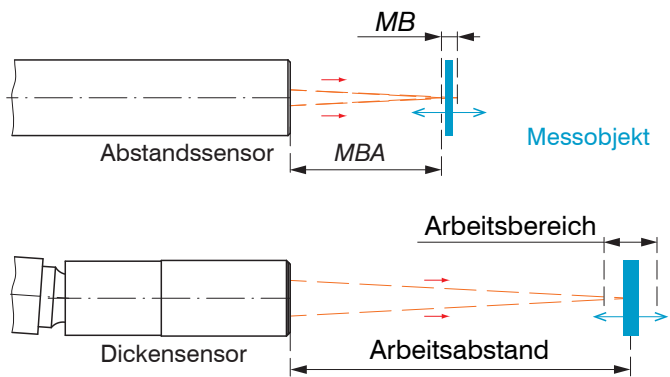 MB
Abstandssensor
MBA
Messobjekt
Arbeitsbereich
Dickensensor
Arbeitsabstand